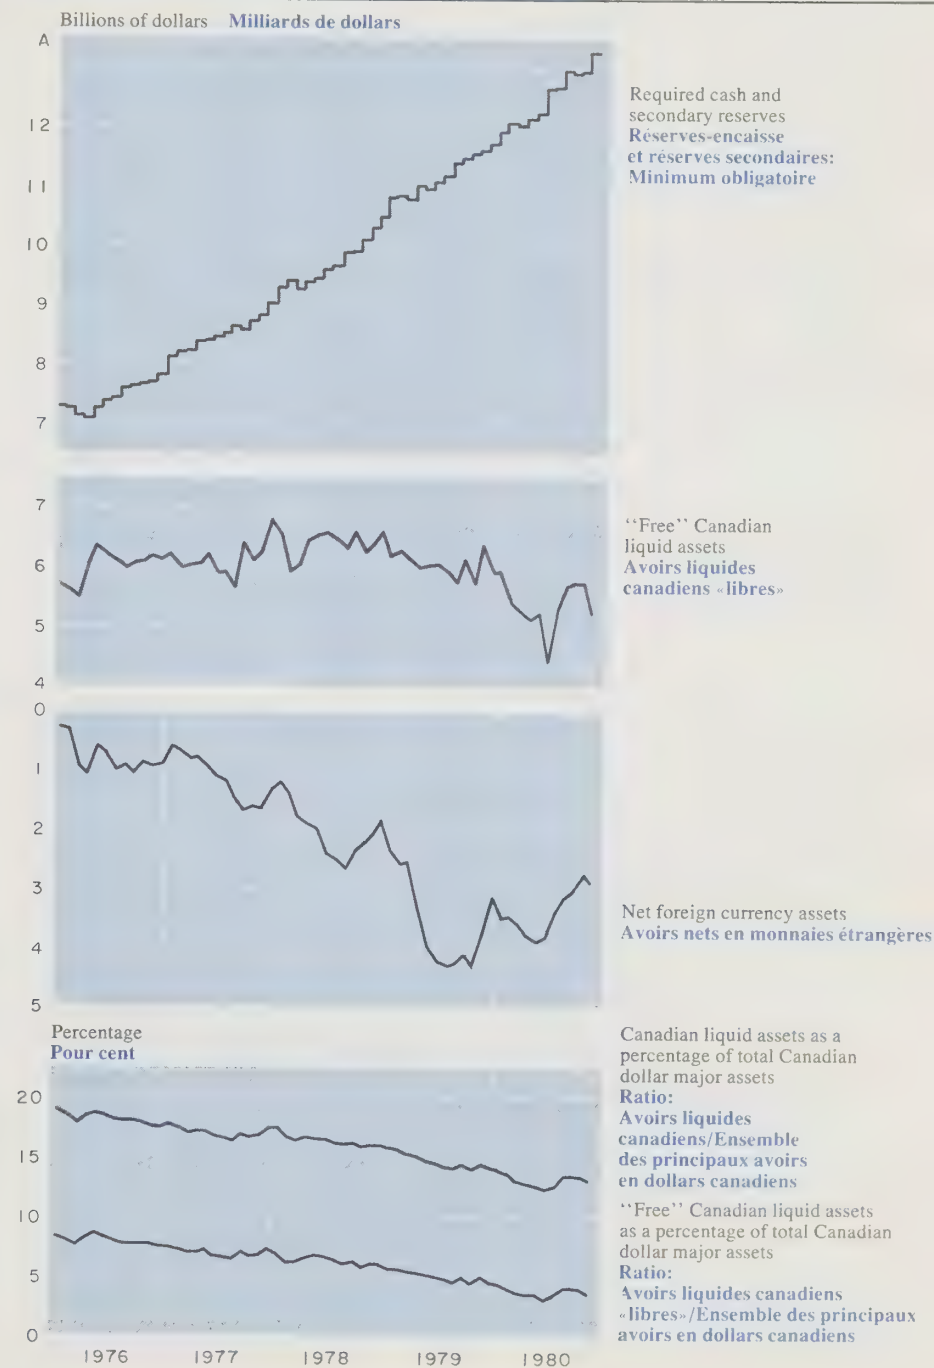 Billions of dollars Milliards de dollars
A
12
11
10
9
8
7
Required cash and
secondary reserves
Réserves-encaisse
et réserves secondaires:
Minimum obligatoire
7
6
5
4
"Free" Canadian
liquid assets
Avoirs liquides
canadiens «libres»
0
1
2
3
4
5
Net foreign currency assets
Avoirs nets en monnaies étrangères
Percentage
Pour cent
20
15
10
5
0
Canadian liquid assets as a
percentage of total Canadian
dollar major assets
Ratio:
Avoirs liquides
canadiens/Ensemble
des principaux avoirs
en dollars canadiens
"Free" Canadian liquid assets
as a percentage of total Canadian
dollar major assets
Ratio:
Avoirs liquides canadiens
«libres»/Ensemble des principaux
avoirs en dollars canadiens
1976 1977 1978 1979 1980